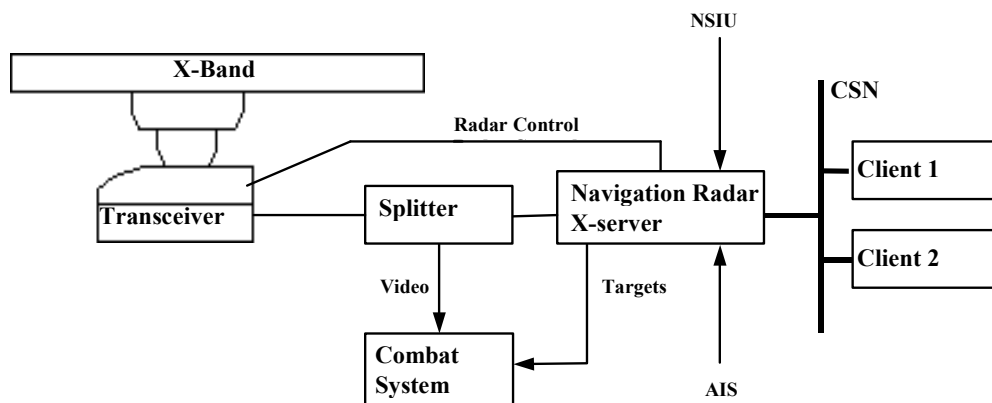 NSIU
X-Band
CSN
Radar Control
Client 1
Transceiver
Splitter
Navigation Radar
X-server
Client 2
Video
Targets
Combat
System
AIS